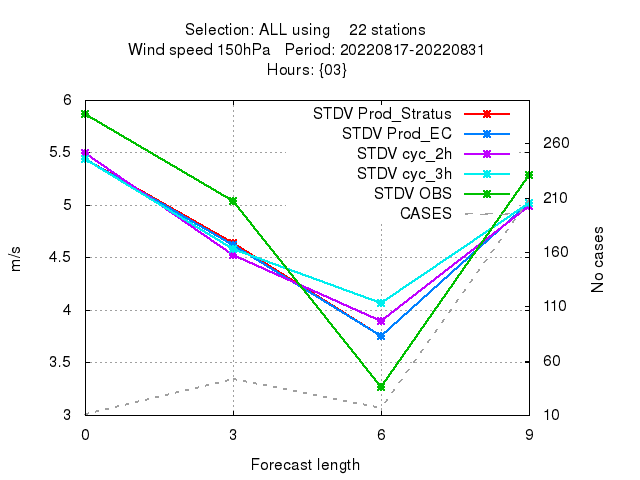 Selection: ALL using    22 stations
Wind speed 150hPa   Period: 20220817-20220831
Hours: {03}
6
5.5
5
4.5
4
3.5
3
m/s
STDV Prod_Stratus
STDV Prod_EC
STDV cyc_2h
STDV cyc_3h
STDV OBS
CASES
260
210
160
110
60
10
No cases
0
3
6
9
Forecast length